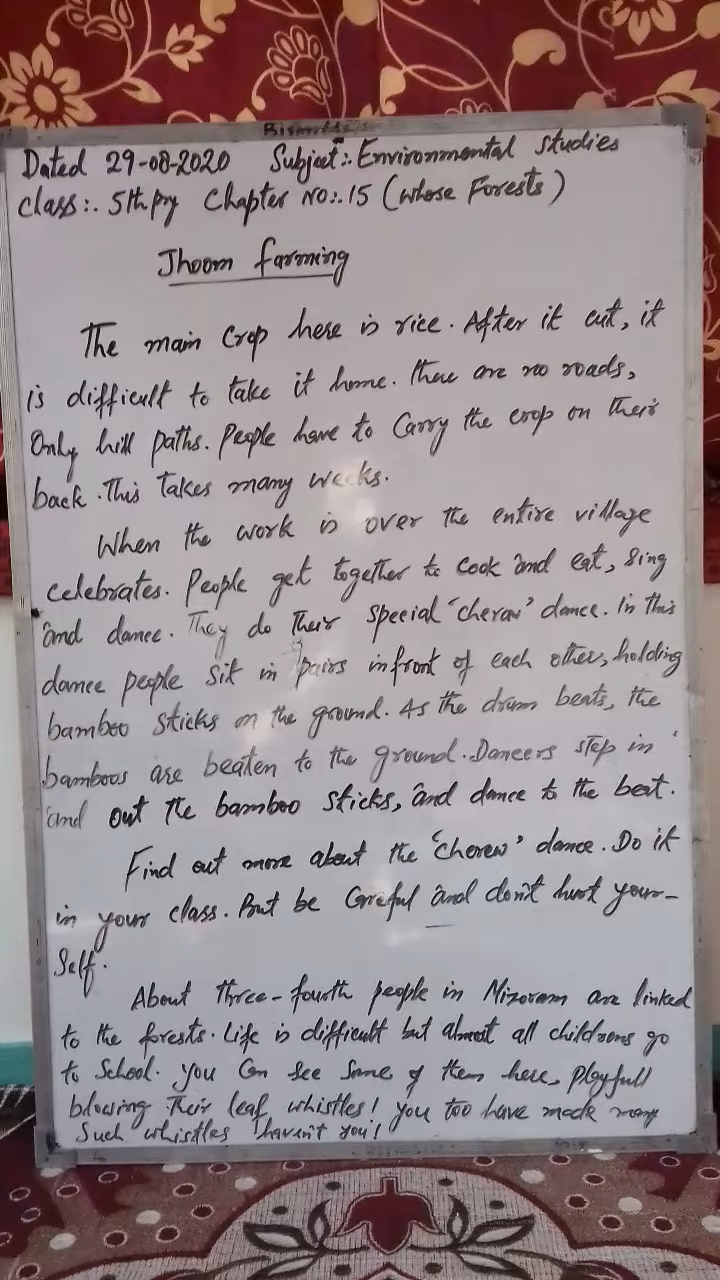 Dated 29-08-2020 Subject:. Environmental studies
class:. 5th pry Chapter No:. 15 (whose Forests)
Jhoom farming
The main Crop here is rice. After it cut, it
is difficult to take it home. there are no roads,
Only hill paths. People have to Carry the crop on their
back. This takes many weeks.
When the work is over the entire village
celebrates. People get together to Cook and eat, Sing
and dance. They do their special 'cheraw' dance. In this
dance people sit in pairs infront of each other, holding
bamboo sticks on the ground. As the drum beats, the
bamboos are beaten to the ground. Dancers step in
and out the bamboo sticks, and dance to the beat.
Find out more about the 'cherew' dance. Do it
in your class. But be Careful and don't hurt your-
Self.
About three-fourth people in Mizoram are linked
to the forests. Life is difficult but almost all childrens go
to School. you Can see Some of them here, Playfull
blowing their leaf whistles! you too have made many
Such whistles haven't you!